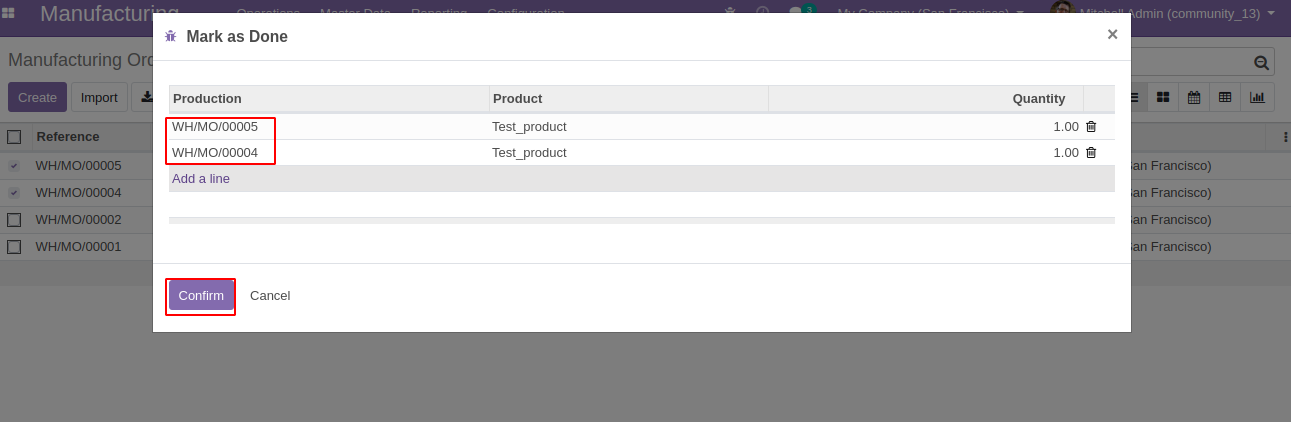 Manufacturing Operations Master Data Reporting Configuration 3 My Company (San Francisco) Mitchell Admin (community_13)
Mark as Done ×
Manufacturing Ord
Create Import
Production Product Quantity
Reference
WH/MO/00005 Test_product 1.00
WH/MO/00004 Test_product 1.00
Add a line
WH/MO/00005 San Francisco)
WH/MO/00004 San Francisco)
WH/MO/00002 San Francisco)
WH/MO/00001 San Francisco)
Confirm Cancel